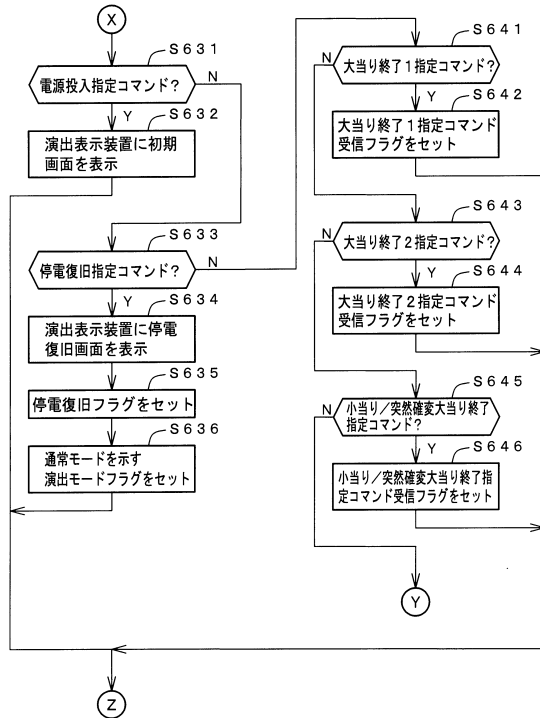 X
S631
電源投入指定コマンド?
N
Y
S632
演出表示装置に初期
画面を表示
S633
停電復旧指定コマンド?
N
Y
S634
演出表示装置に停電
復旧画面を表示
S635
停電復旧フラグをセット
S636
通常モードを示す
演出モードフラグをセット
Z
S641
N
大当り終了1指定コマンド?
Y
S642
大当り終了1指定コマンド
受信フラグをセット
S643
N
大当り終了2指定コマンド?
Y
S644
大当り終了2指定コマンド
受信フラグをセット
S645
N
小当り/突然確変大当り終了
指定コマンド?
Y
S646
小当り/突然確変大当り終了指
定コマンド受信フラグをセット
Y